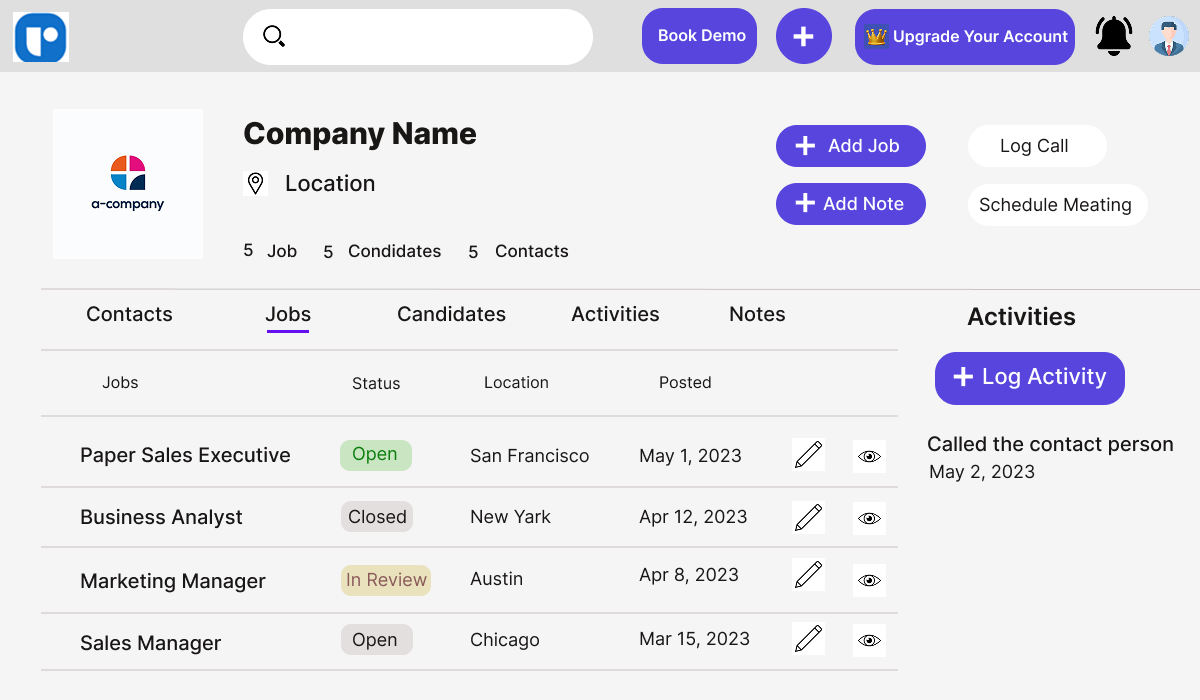 Book Demo
Upgrade Your Account
a-company
Company Name
Location
5 Job 5 Condidates 5 Contacts
Add Job
Log Call
Add Note
Schedule Meating
Contacts Jobs Candidates Activities Notes
Jobs Status Location Posted
Paper Sales Executive Open San Francisco May 1, 2023
Business Analyst Closed New Yark Apr 12, 2023
Marketing Manager In Review Austin Apr 8, 2023
Sales Manager Open Chicago Mar 15, 2023
Activities
Log Activity
Called the contact person
May 2, 2023